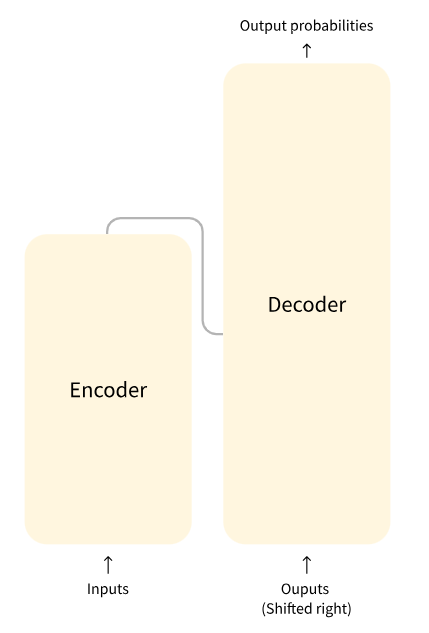 Output probabilities
Decoder
Encoder
Inputs
Ouputs
(Shifted right)